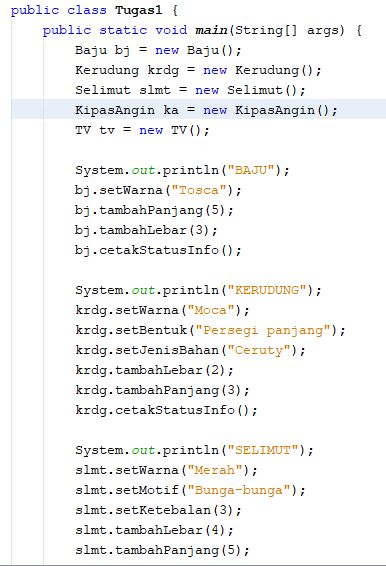 public class Tugas1 {
    public static void main(String[] args) {
        Baju bj = new Baju();
        Kerudung krdg = new Kerudung();
        Selimut slmt = new Selimut();
        KipasAngin ka = new KipasAngin();
        TV tv = new TV();

        System.out.println("BAJU");
        bj.setWarna("Tosca");
        bj.tambahPanjang(5);
        bj.tambahLebar(3);
        bj.cetakStatusInfo();

        System.out.println("KERUDUNG");
        krdg.setWarna("Moca");
        krdg.setBentuk("Persegi panjang");
        krdg.setJenisBahan("Ceruty");
        krdg.tambahLebar(2);
        krdg.tambahPanjang(3);
        krdg.cetakStatusInfo();

        System.out.println("SELIMUT");
        slmt.setWarna("Merah");
        slmt.setMotif("Bunga-bunga");
        slmt.setKetebalan(3);
        slmt.tambahLebar(4);
        slmt.tambahPanjang(5);